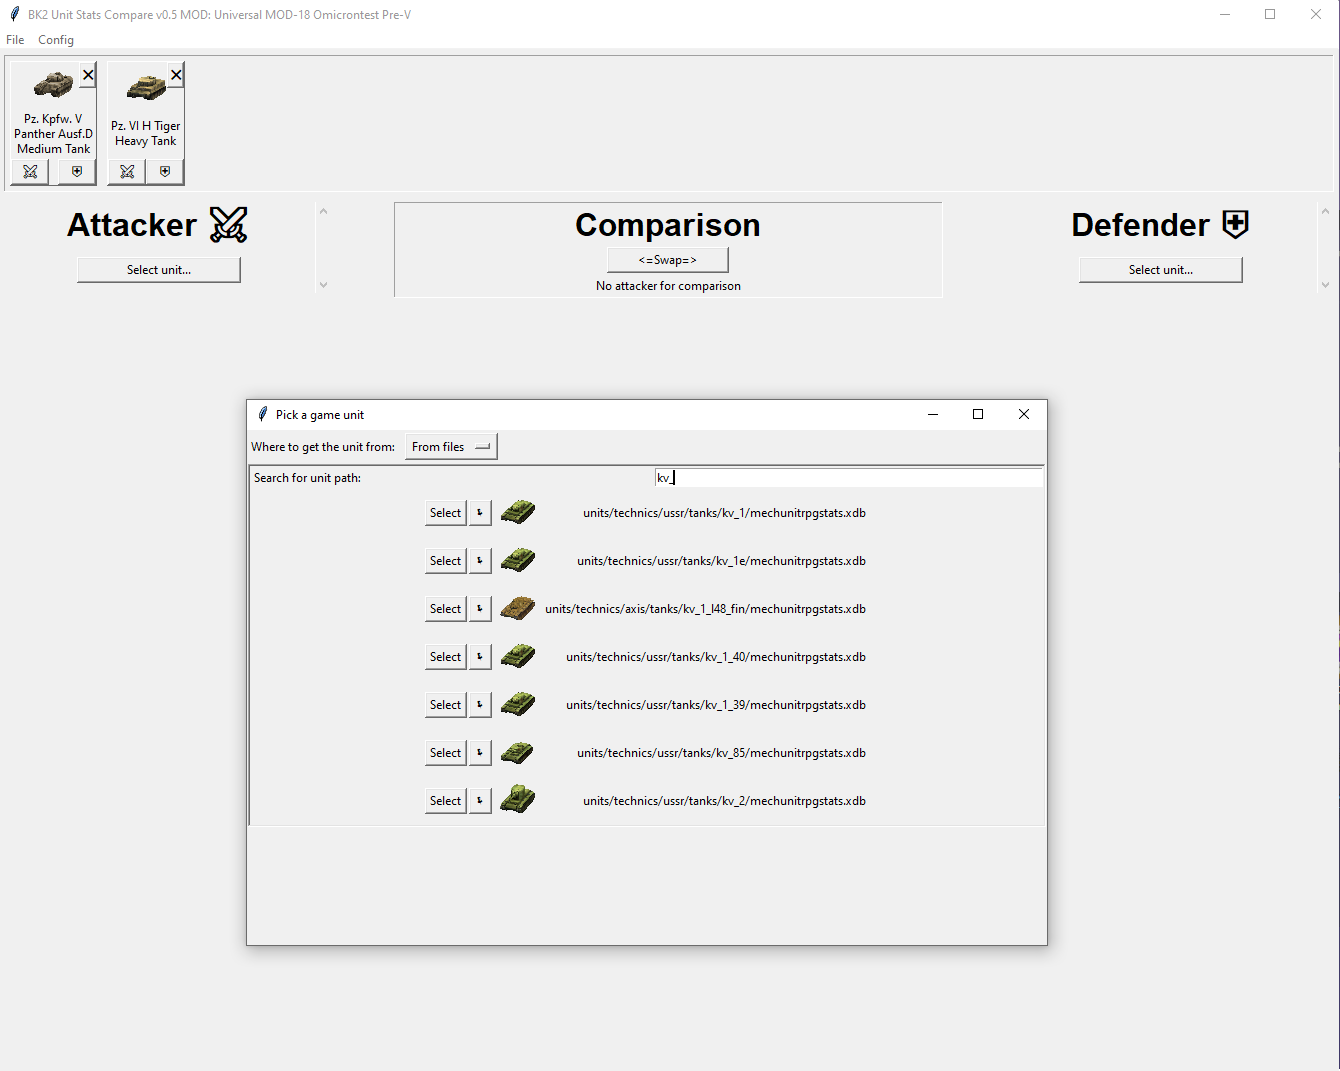 BK2 Unit Stats Compare v0.5 MOD: Universal MOD-18 Omicrontest Pre-V
File Config
Pz. Kpfw. V
Panther Ausf.D
Medium Tank
Pz. VI H Tiger
Heavy Tank
Attacker
Select unit...
Comparison
<=Swap=>
No attacker for comparison
Defender
Select unit...
Pick a game unit
Where to get the unit from: From files
Search for unit path: kv_
Select units/technics/ussr/tanks/kv_1/mechunitrpgstats.xdb
Select units/technics/ussr/tanks/kv_1e/mechunitrpgstats.xdb
Select units/technics/axis/tanks/kv_1_l48_fin/mechunitrpgstats.xdb
Select units/technics/ussr/tanks/kv_1_40/mechunitrpgstats.xdb
Select units/technics/ussr/tanks/kv_1_39/mechunitrpgstats.xdb
Select units/technics/ussr/tanks/kv_85/mechunitrpgstats.xdb
Select units/technics/ussr/tanks/kv_2/mechunitrpgstats.xdb